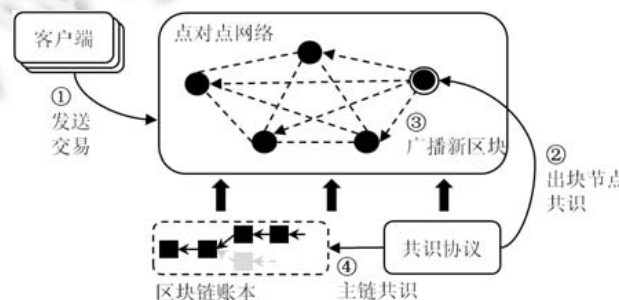 客户端
点对点网络
①
发送
交易
③
广播新区块
②
出块节点
共识
共识协议
④
区块链账本
主链共识